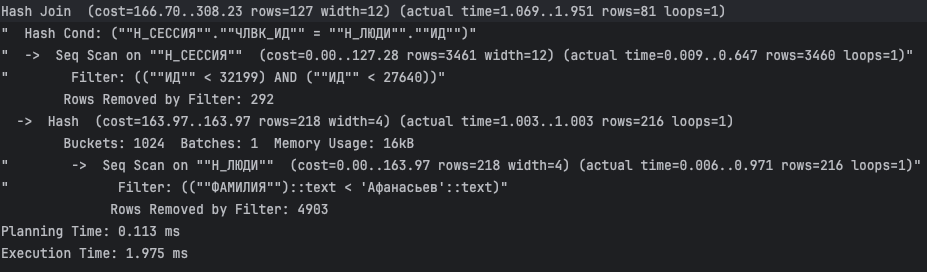 Hash Join  (cost=166.70..308.23 rows=127 width=12) (actual time=1.069..1.951 rows=81 loops=1)
"  Hash Cond: (""Н_СЕССИЯ"".""ЧЛВК_ИД"" = ""Н_ЛЮДИ"".""ИД"")"
"  ->  Seq Scan on ""Н_СЕССИЯ""  (cost=0.00..127.28 rows=3461 width=12) (actual time=0.009..0.647 rows=3460 loops=1)"
"        Filter: ((""ИД"" < 32199) AND (""ИД"" < 27640))"
        Rows Removed by Filter: 292
  ->  Hash  (cost=163.97..163.97 rows=218 width=4) (actual time=1.003..1.003 rows=216 loops=1)
        Buckets: 1024  Batches: 1  Memory Usage: 16kB
"        ->  Seq Scan on ""Н_ЛЮДИ""  (cost=0.00..163.97 rows=218 width=4) (actual time=0.006..0.971 rows=216 loops=1)"
"              Filter: ((""ФАМИЛИЯ"")::text < 'Афанасьев'::text)"
              Rows Removed by Filter: 4903
Planning Time: 0.113 ms
Execution Time: 1.975 ms